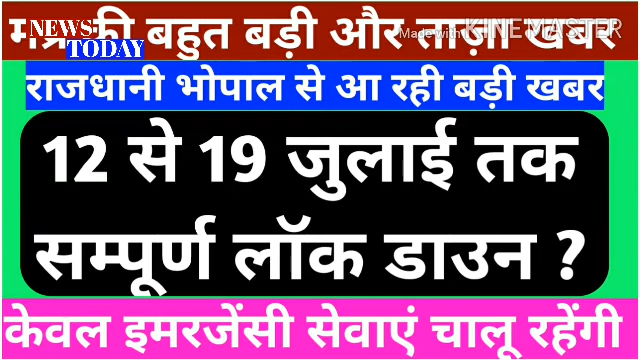 म.प्र. की बहुत बड़ी और ताज़ा खबर
NEWS
TODAY
Made with KINEMASTER
राजधानी भोपाल से आ रही बड़ी खबर
12 से 19 जुलाई तक
सम्पूर्ण लॉक डाउन ?
केवल इमरजेंसी सेवाएं चालू रहेंगी